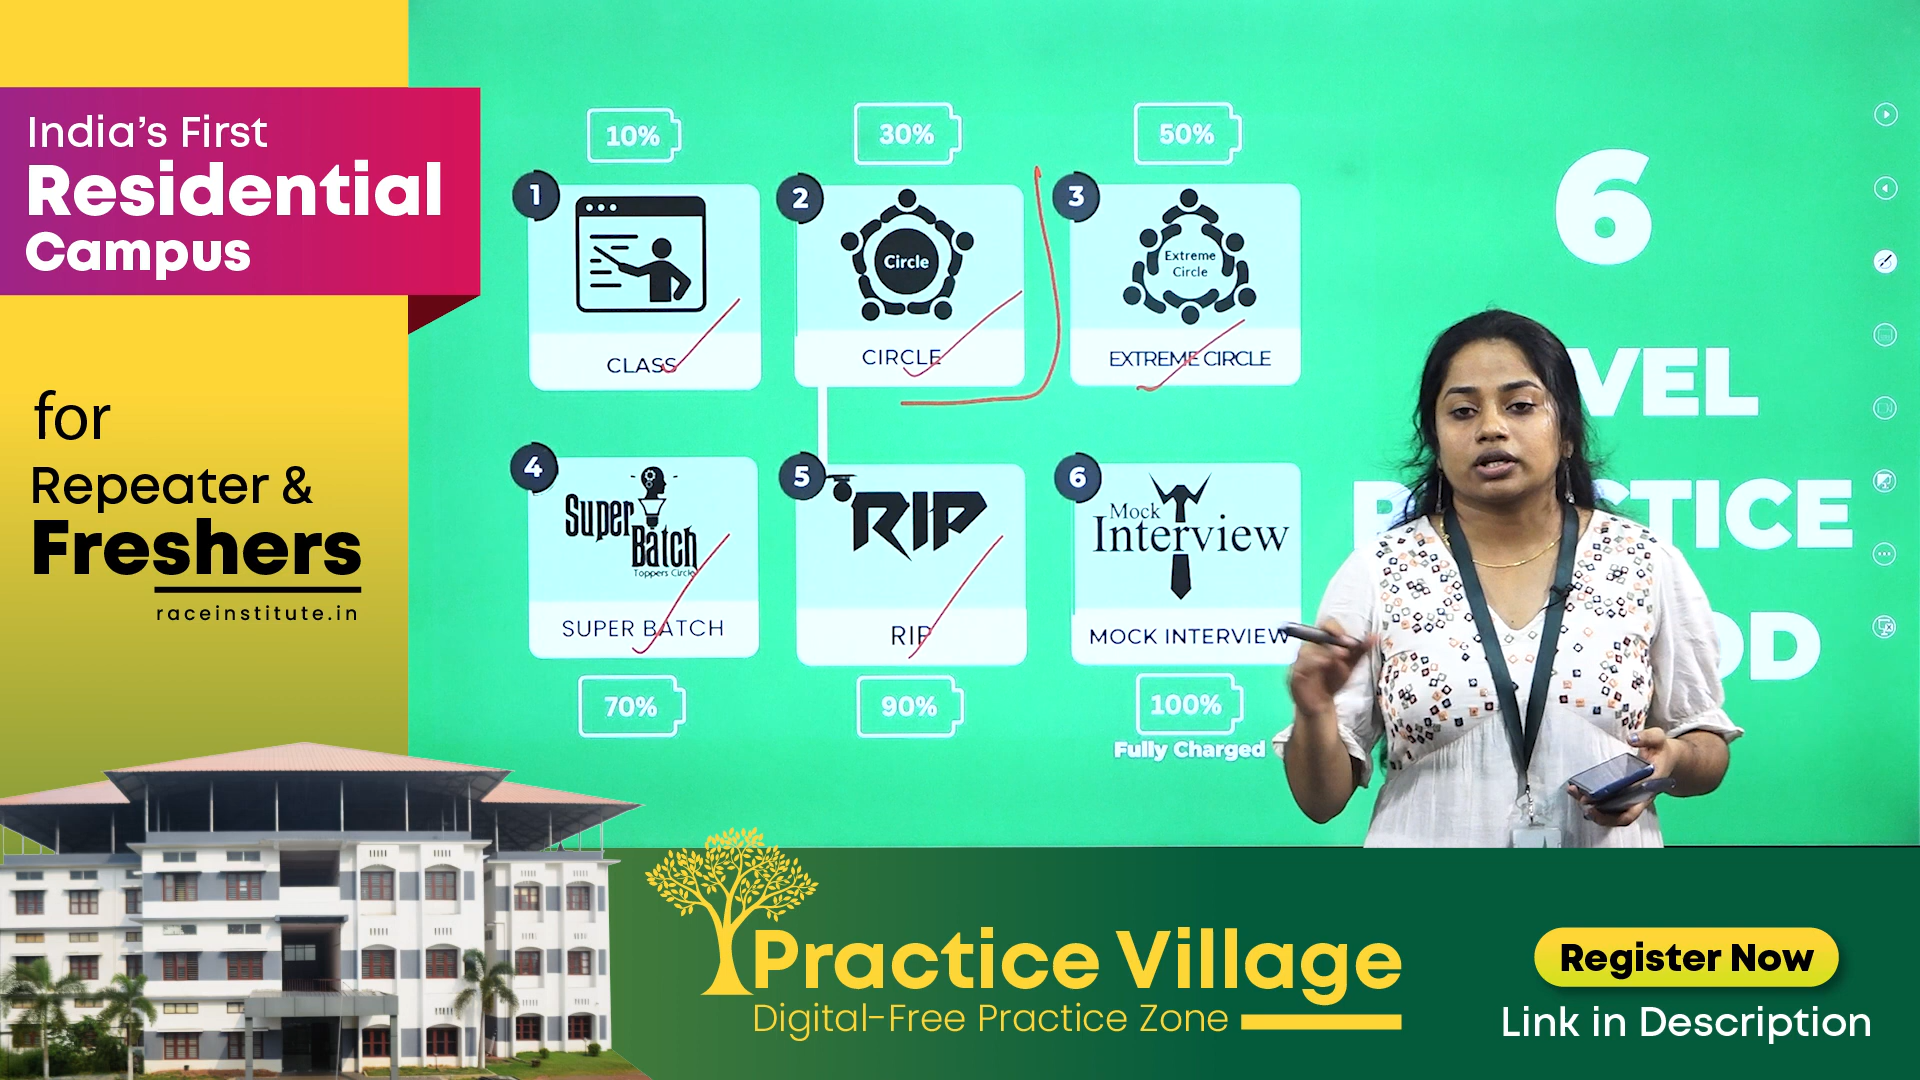 India's First
Residential
Campus
for
Repeater &
Freshers
raceinstitute.in
10%
30%
50%
1
2
3
Circle
Extreme
Circle
CLASS
CIRCLE
EXTREME CIRCLE
4
5
6
Super
Batch
Toppers Circle
RIP
Mock
Interview
SUPER BATCH
RIP
MOCK INTERVIEW
70%
90%
100%
Fully Charged
6
VEL
P CTICE
OD
Practice Village
Digital-Free Practice Zone
Register Now
Link in Description